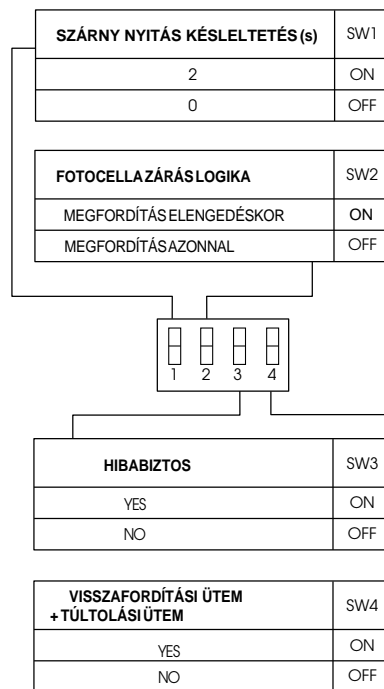 SZÁRNY NYITÁS KÉSLELTETÉS (s) SW1
2 ON
0 OFF
FOTOCELLA ZÁRÁS LOGIKA SW2
MEGFORDÍTÁS ELENGEDÉSKOR ON
MEGFORDÍTÁS AZONNAL OFF
1 2 3 4
HIBABIZTOS SW3
YES ON
NO OFF
VISSZAFORDÍTÁSI ÜTEM
+ TÚLTOLÁSI ÜTEM SW4
YES ON
NO OFF